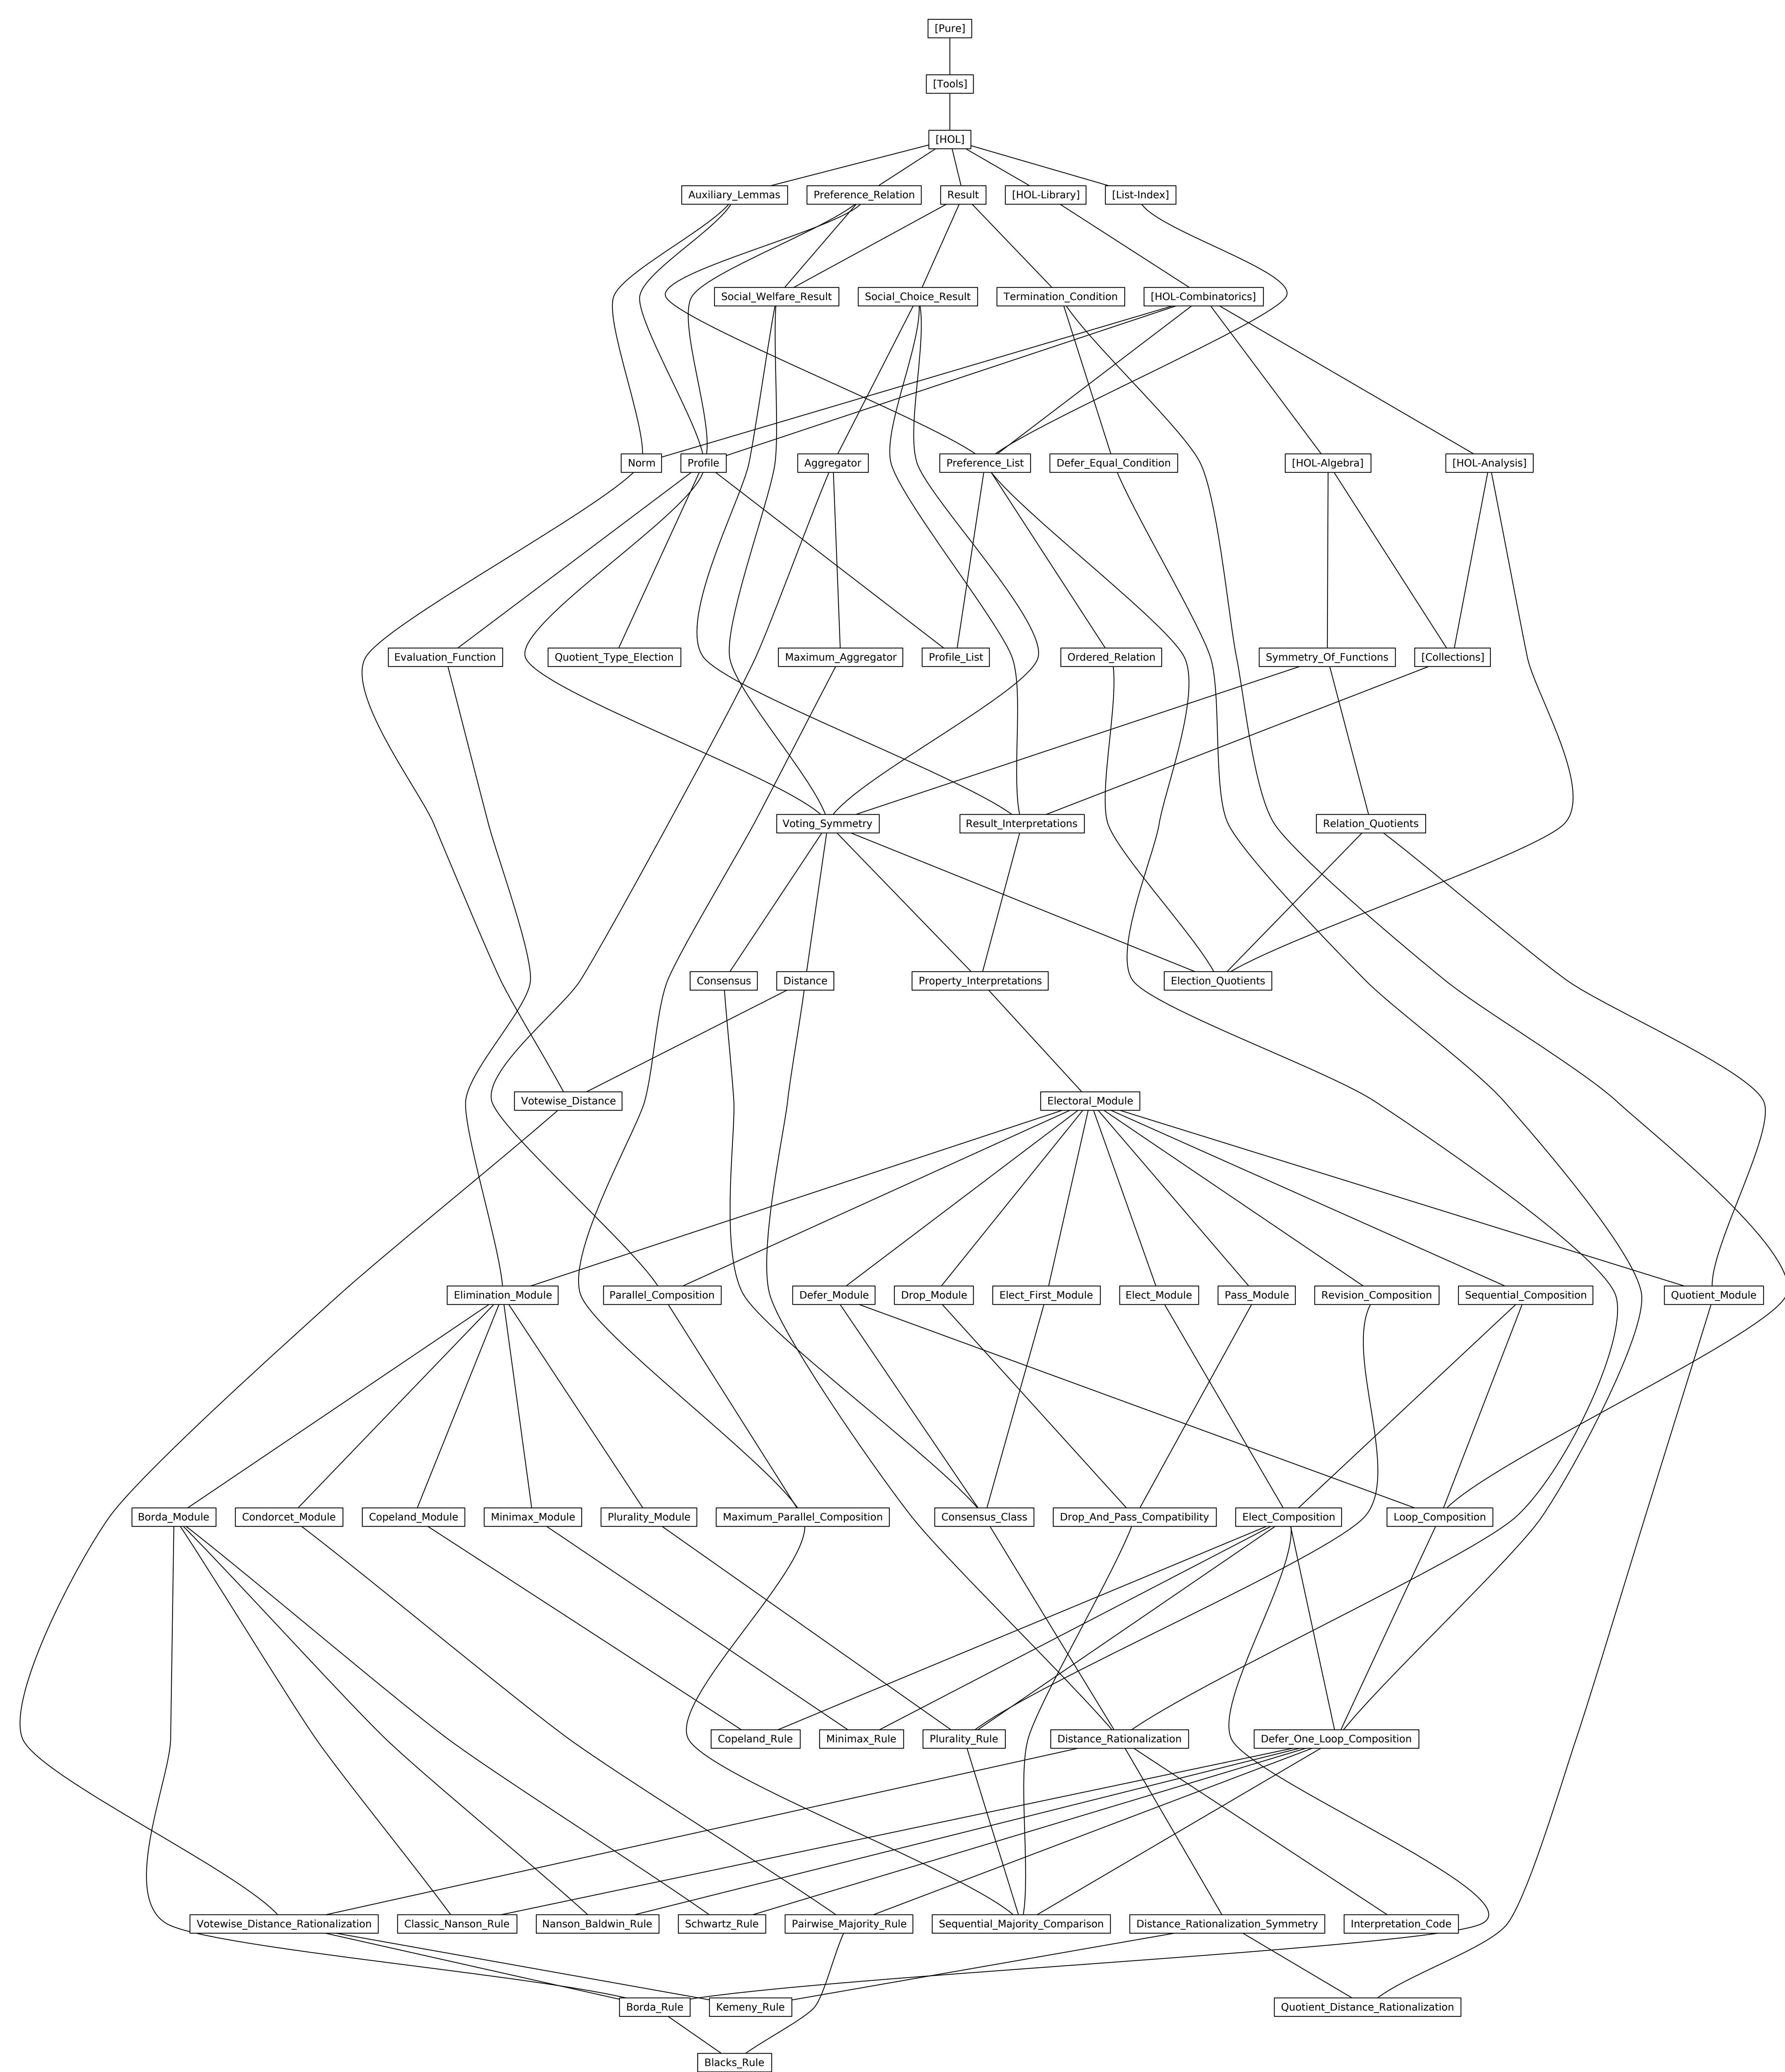 [Pure]
[Tools]
[HOL]
Auxiliary_Lemmas
Preference_Relation
Result
[HOL-Library]
[List-Index]
Social_Welfare_Result
Social_Choice_Result
Termination_Condition
[HOL-Combinatorics]
Norm
Profile
Aggregator
Preference_List
Defer_Equal_Condition
[HOL-Algebra]
[HOL-Analysis]
Evaluation_Function
Quotient_Type_Election
Maximum_Aggregator
Profile_List
Ordered_Relation
Symmetry_Of_Functions
[Collections]
Voting_Symmetry
Result_Interpretations
Relation_Quotients
Consensus
Distance
Property_Interpretations
Election_Quotients
Votewise_Distance
Electoral_Module
Elimination_Module
Parallel_Composition
Defer_Module
Drop_Module
Elect_First_Module
Elect_Module
Pass_Module
Revision_Composition
Sequential_Composition
Quotient_Module
Borda_Module
Condorcet_Module
Copeland_Module
Minimax_Module
Plurality_Module
Maximum_Parallel_Composition
Consensus_Class
Drop_And_Pass_Compatibility
Elect_Composition
Loop_Composition
Copeland_Rule
Minimax_Rule
Plurality_Rule
Distance_Rationalization
Defer_One_Loop_Composition
Votewise_Distance_Rationalization
Classic_Nanson_Rule
Nanson_Baldwin_Rule
Schwartz_Rule
Pairwise_Majority_Rule
Sequential_Majority_Comparison
Distance_Rationalization_Symmetry
Interpretation_Code
Borda_Rule
Kemeny_Rule
Quotient_Distance_Rationalization
Blacks_Rule